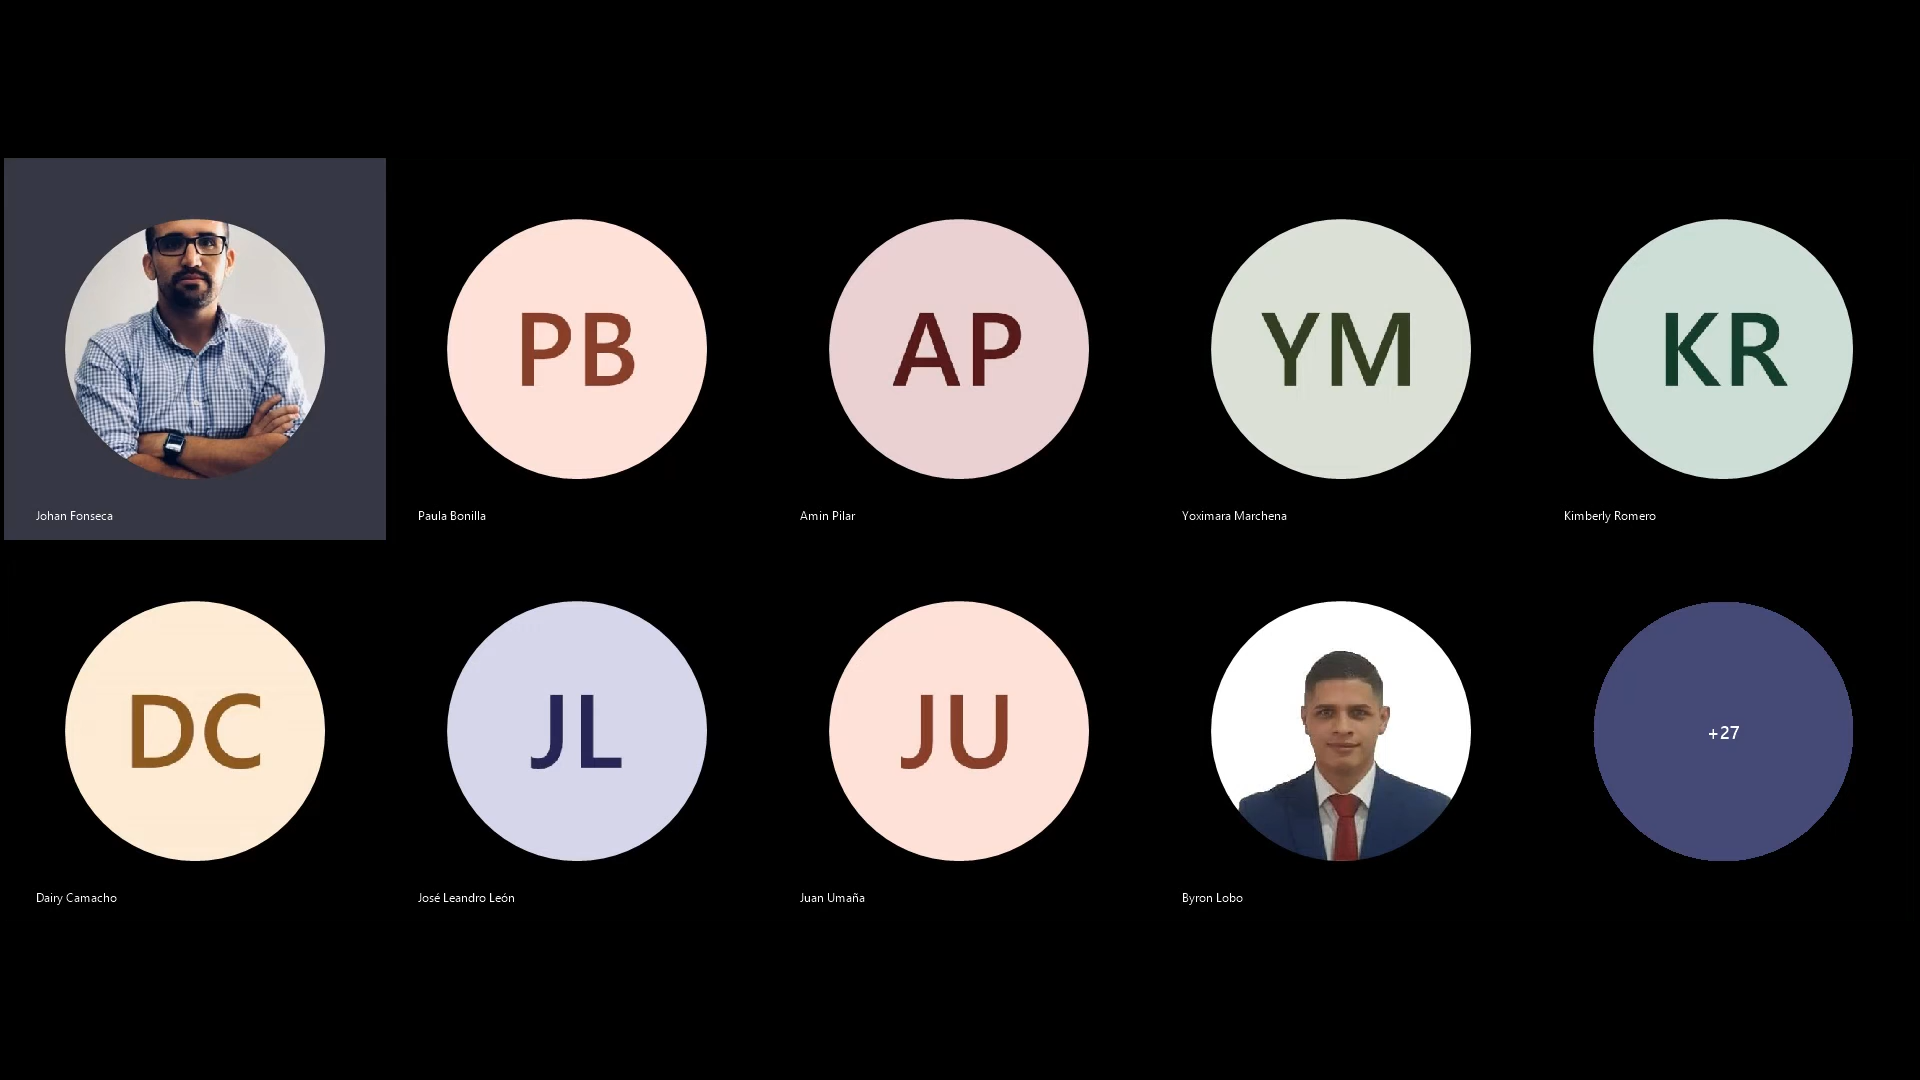 PB
AP
YM
KR
Johan Fonseca
Paula Bonilla
Amin Pilar
Yoximara Marchena
Kimberly Romero
DC
JL
JU
+27
Dairy Camacho
José Leandro León
Juan Umaña
Byron Lobo